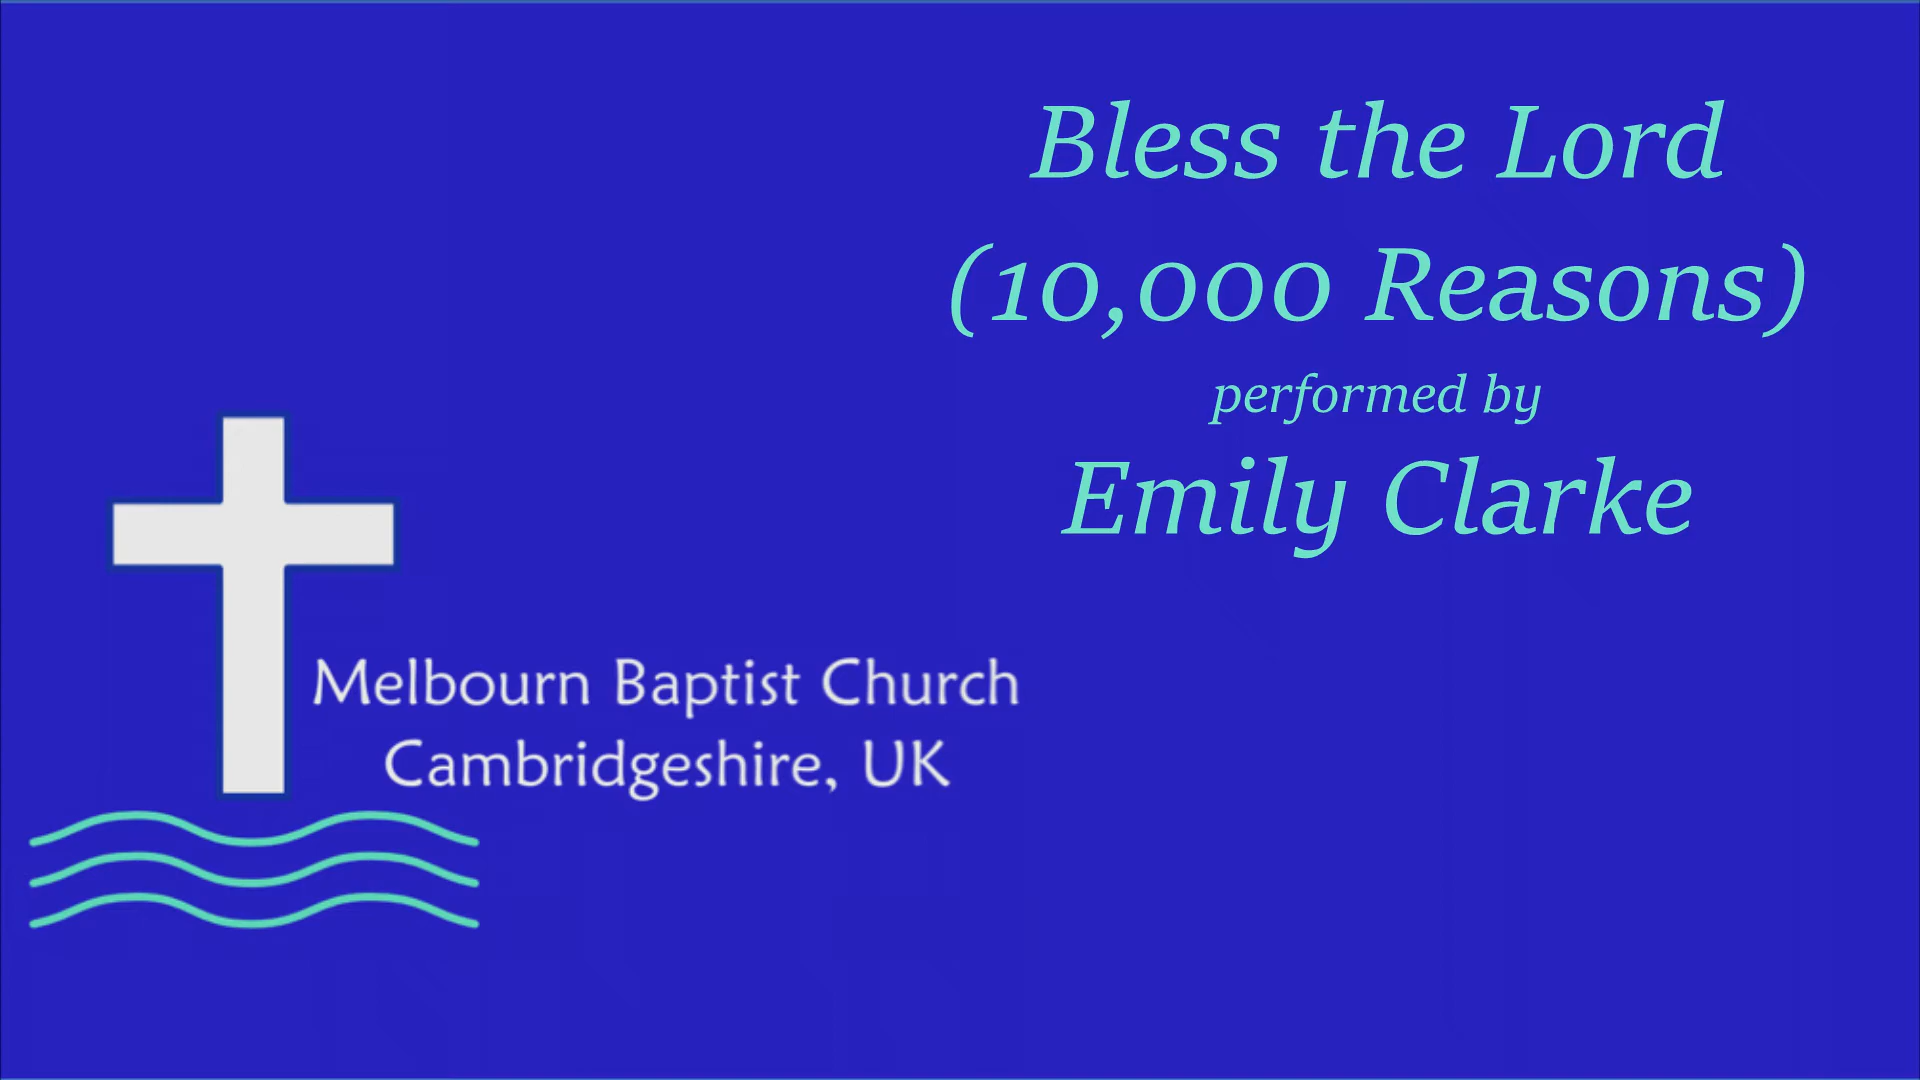 Bless the Lord
(10,000 Reasons)
performed by
Emily Clarke
Melbourn Baptist Church
Cambridgeshire, UK